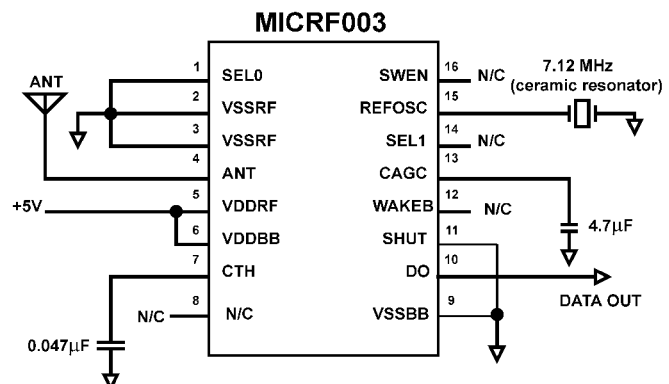 MICRF003
ANT
7.12 MHz
(ceramic resonator)
1 SEL0 SWEN 16 N/C
2 VSSRF REFOSC 15
3 VSSRF SEL1 14 N/C
4 ANT CAGC 13
+5V 5 VDDRF WAKEB 12 N/C
6 VDDBB SHUT 11 4.7µF
7 CTH DO 10
DATA OUT
N/C 8 N/C VSSBB 9
0.047µF